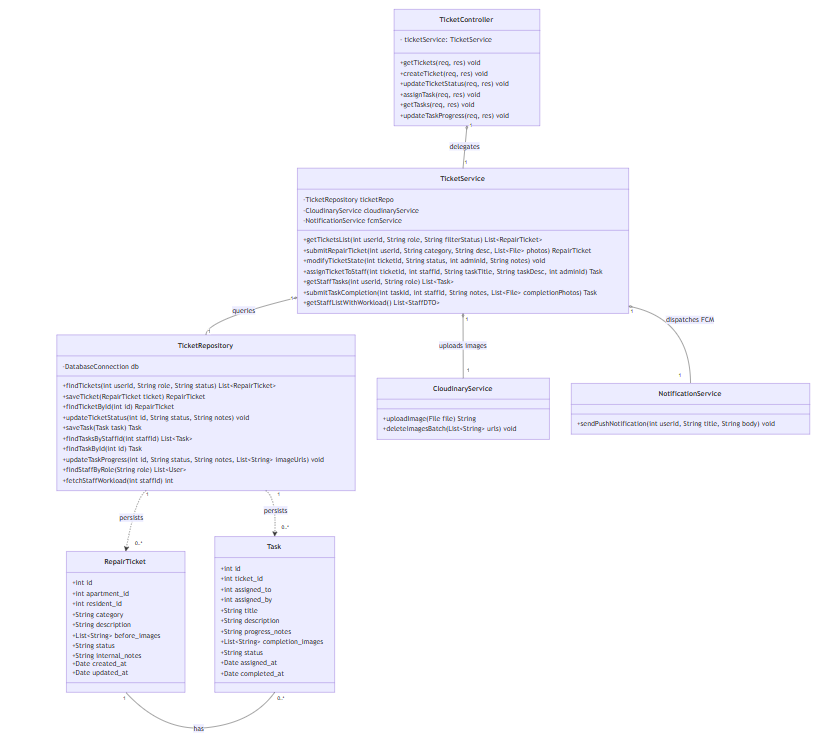 TicketController
- ticketService: TicketService
+getTickets(req, res) void
+createTicket(req, res) void
+updateTicketStatus(req, res) void
+assignTask(req, res) void
+getTasks(req, res) void
+updateTaskProgress(req, res) void
1
delegates
1
TicketService
-TicketRepository ticketRepo
-CloudinaryService cloudinaryService
-NotificationService fcmService
+getTicketsList(int userId, String role, String filterStatus) List<RepairTicket>
+submitRepairTicket(int userId, String category, String desc, List<File> photos) RepairTicket
+modifyTicketState(int ticketId, String status, int adminId, String notes) void
+assignTicketToStaff(int ticketId, int staffId, String taskTitle, String taskDesc, int adminId) Task
+getStaffTasks(int userId, String role) List<Task>
+submitTaskCompletion(int taskId, int staffId, String notes, List<File> completionPhotos) Task
+getStaffListWithWorkload() List<StaffDTO>
1
1
1
queries
uploads images
dispatches FCM
1
1
1
TicketRepository
-DatabaseConnection db
+findTickets(int userId, String role, String status) List<RepairTicket>
+saveTicket(RepairTicket ticket) RepairTicket
+findTicketById(int id) RepairTicket
+updateTicketStatus(int id, String status, String notes) void
+saveTask(Task task) Task
+findTasksByStaffId(int staffId) List<Task>
+findTaskById(int id) Task
+updateTaskProgress(int id, String status, String notes, List<String> imageUrls) void
+findStaffByRole(String role) List<User>
+fetchStaffWorkload(int staffId) int
CloudinaryService
+uploadImage(File file) String
+deleteImagesBatch(List<String> urls) void
NotificationService
+sendPushNotification(int userId, String title, String body) void
1
1
persists
persists
0..*
0..*
RepairTicket
+int id
+int apartment_id
+int resident_id
+String category
+String description
+List<String> before_images
+String status
+String internal_notes
+Date created_at
+Date updated_at
Task
+int id
+int ticket_id
+int assigned_to
+int assigned_by
+String title
+String description
+String progress_notes
+List<String> completion_images
+String status
+Date assigned_at
+Date completed_at
1
0..*
has